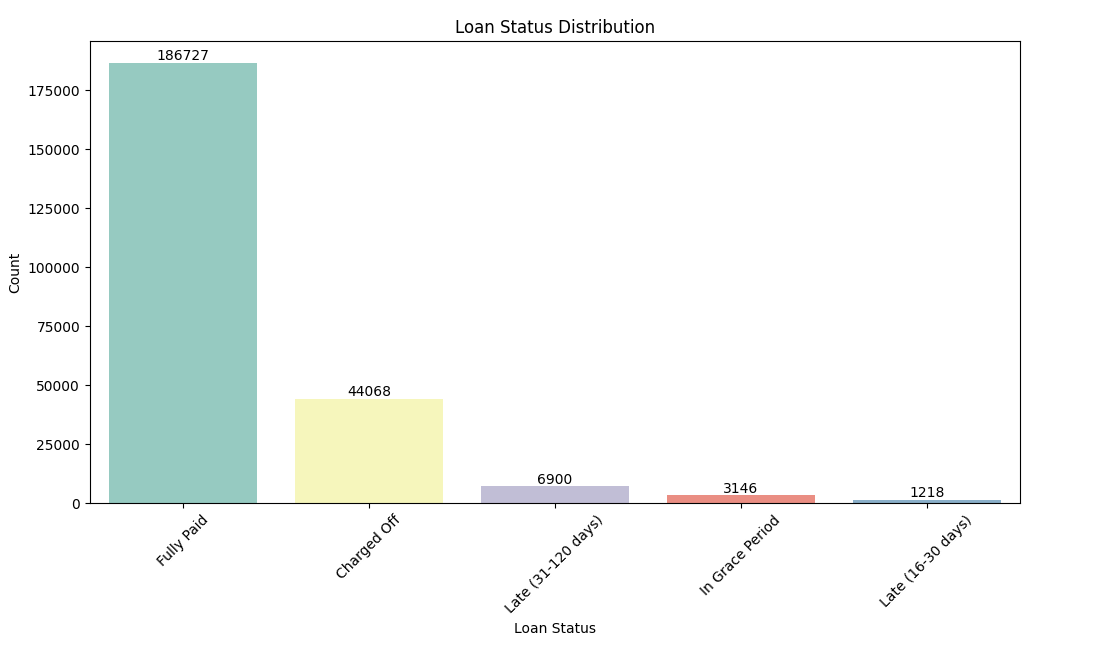 Loan Status Distribution
186727
175000
150000
125000
100000
75000
50000
25000
0
Count
44068
6900
3146
1218
Fully Paid
Charged Off
Late (31-120 days)
In Grace Period
Late (16-30 days)
Loan Status